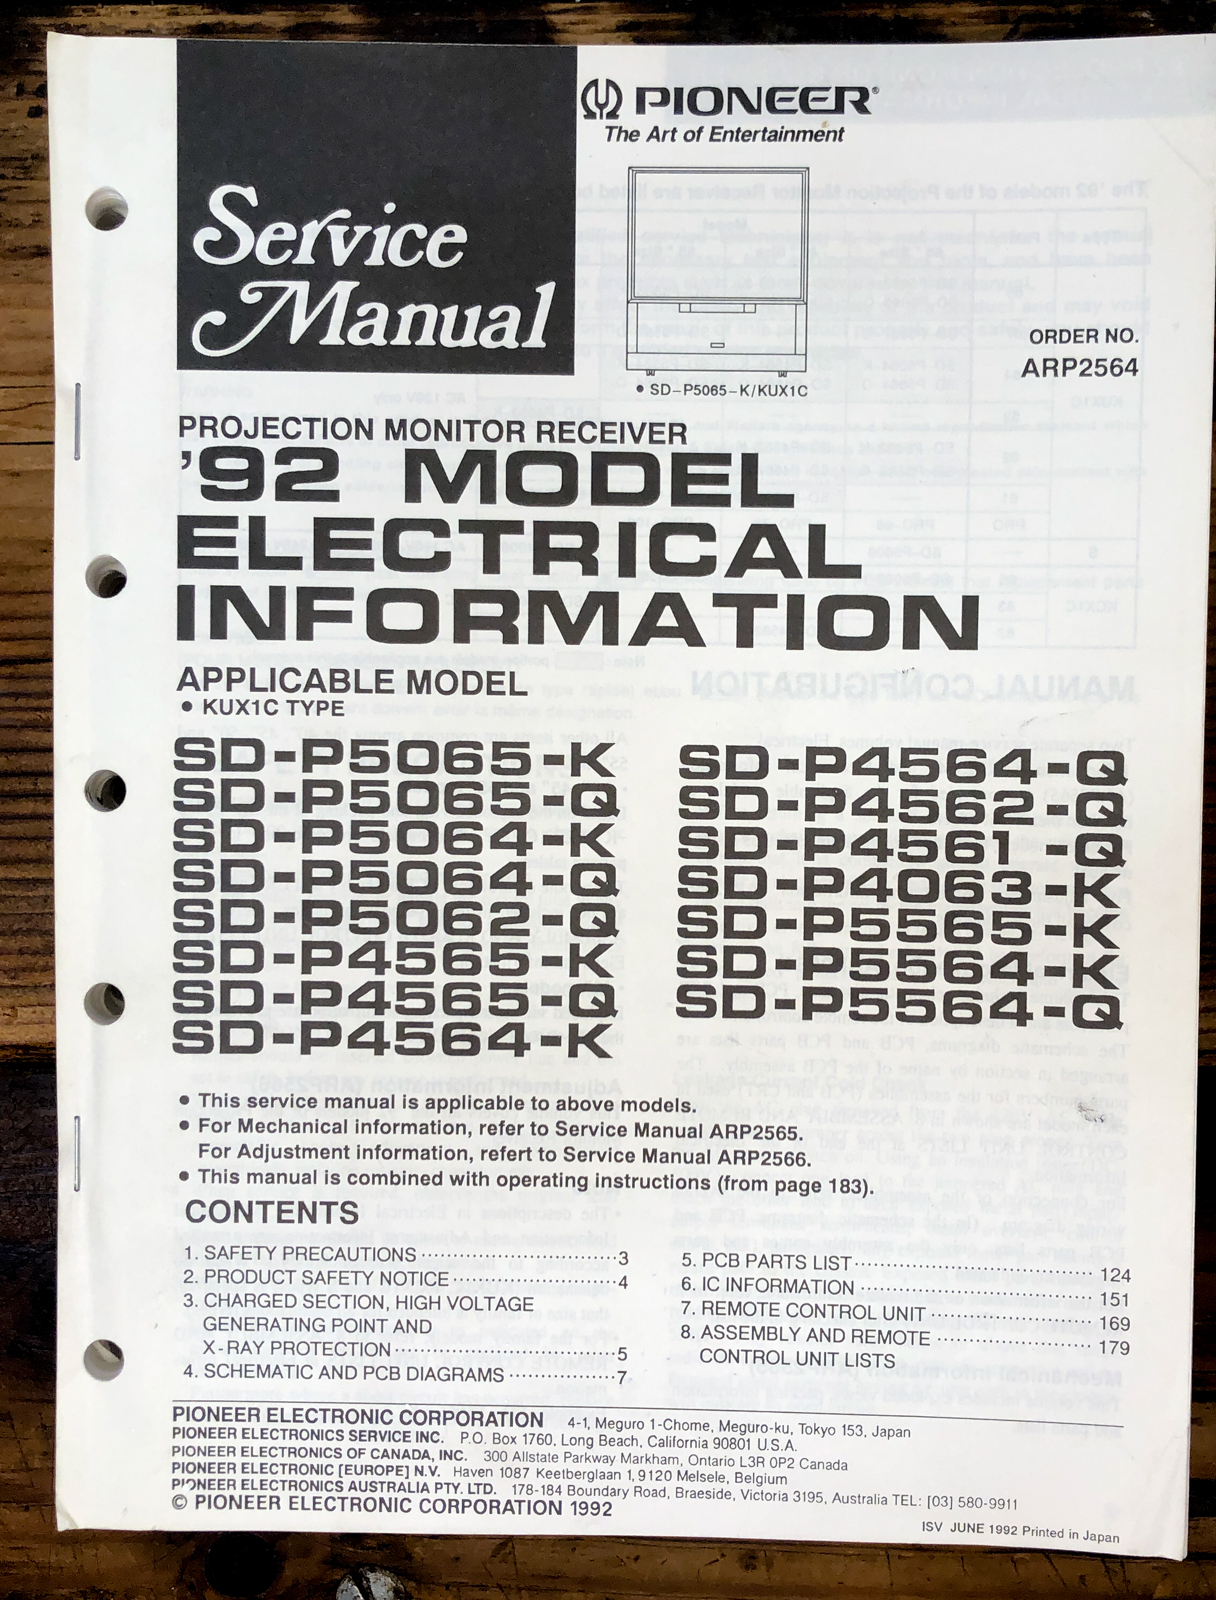 PIONEER®
The Art of Entertainment
Service
Manual
ORDER NO.
ARP2564
● SD-P5065-K/KUX1C
PROJECTION MONITOR RECEIVER
'92 MODEL
ELECTRICAL
INFORMATION
APPLICABLE MODEL
● KUX1C TYPE
SD-P5065-K
SD-P5065-Q
SD-P5064-K
SD-P5064-Q
SD-P5062-Q
SD-P4565-K
SD-P4565-Q
SD-P4564-K
SD-P4564-Q
SD-P4562-Q
SD-P4561-Q
SD-P4063-K
SD-P5565-K
SD-P5564-K
SD-P5564-Q
● This service manual is applicable to above models.
● For Mechanical information, refer to Service Manual ARP2565.
For Adjustment information, refert to Service Manual ARP2566.
● This manual is combined with operating instructions (from page 183).
CONTENTS
1. SAFETY PRECAUTIONS 3
2. PRODUCT SAFETY NOTICE 4
3. CHARGED SECTION, HIGH VOLTAGE
GENERATING POINT AND
X-RAY PROTECTION 5
4. SCHEMATIC AND PCB DIAGRAMS 7
5. PCB PARTS LIST 124
6. IC INFORMATION 151
7. REMOTE CONTROL UNIT 169
8. ASSEMBLY AND REMOTE 179
CONTROL UNIT LISTS
PIONEER ELECTRONIC CORPORATION 4-1, Meguro 1-Chome, Meguro-ku, Tokyo 153, Japan
PIONEER ELECTRONICS SERVICE INC. P.O. Box 1760, Long Beach, California 90801 U.S.A.
PIONEER ELECTRONICS OF CANADA, INC. 300 Allstate Parkway Markham, Ontario L3R 0P2 Canada
PIONEER ELECTRONIC [EUROPE] N.V. Haven 1087 Keetberglaan 1, 9120 Melsele, Belgium
PIONEER ELECTRONICS AUSTRALIA PTY. LTD. 178-184 Boundary Road, Braeside, Victoria 3195, Australia TEL: [03] 580-9911
© PIONEER ELECTRONIC CORPORATION 1992
ISV JUNE 1992 Printed in Japan